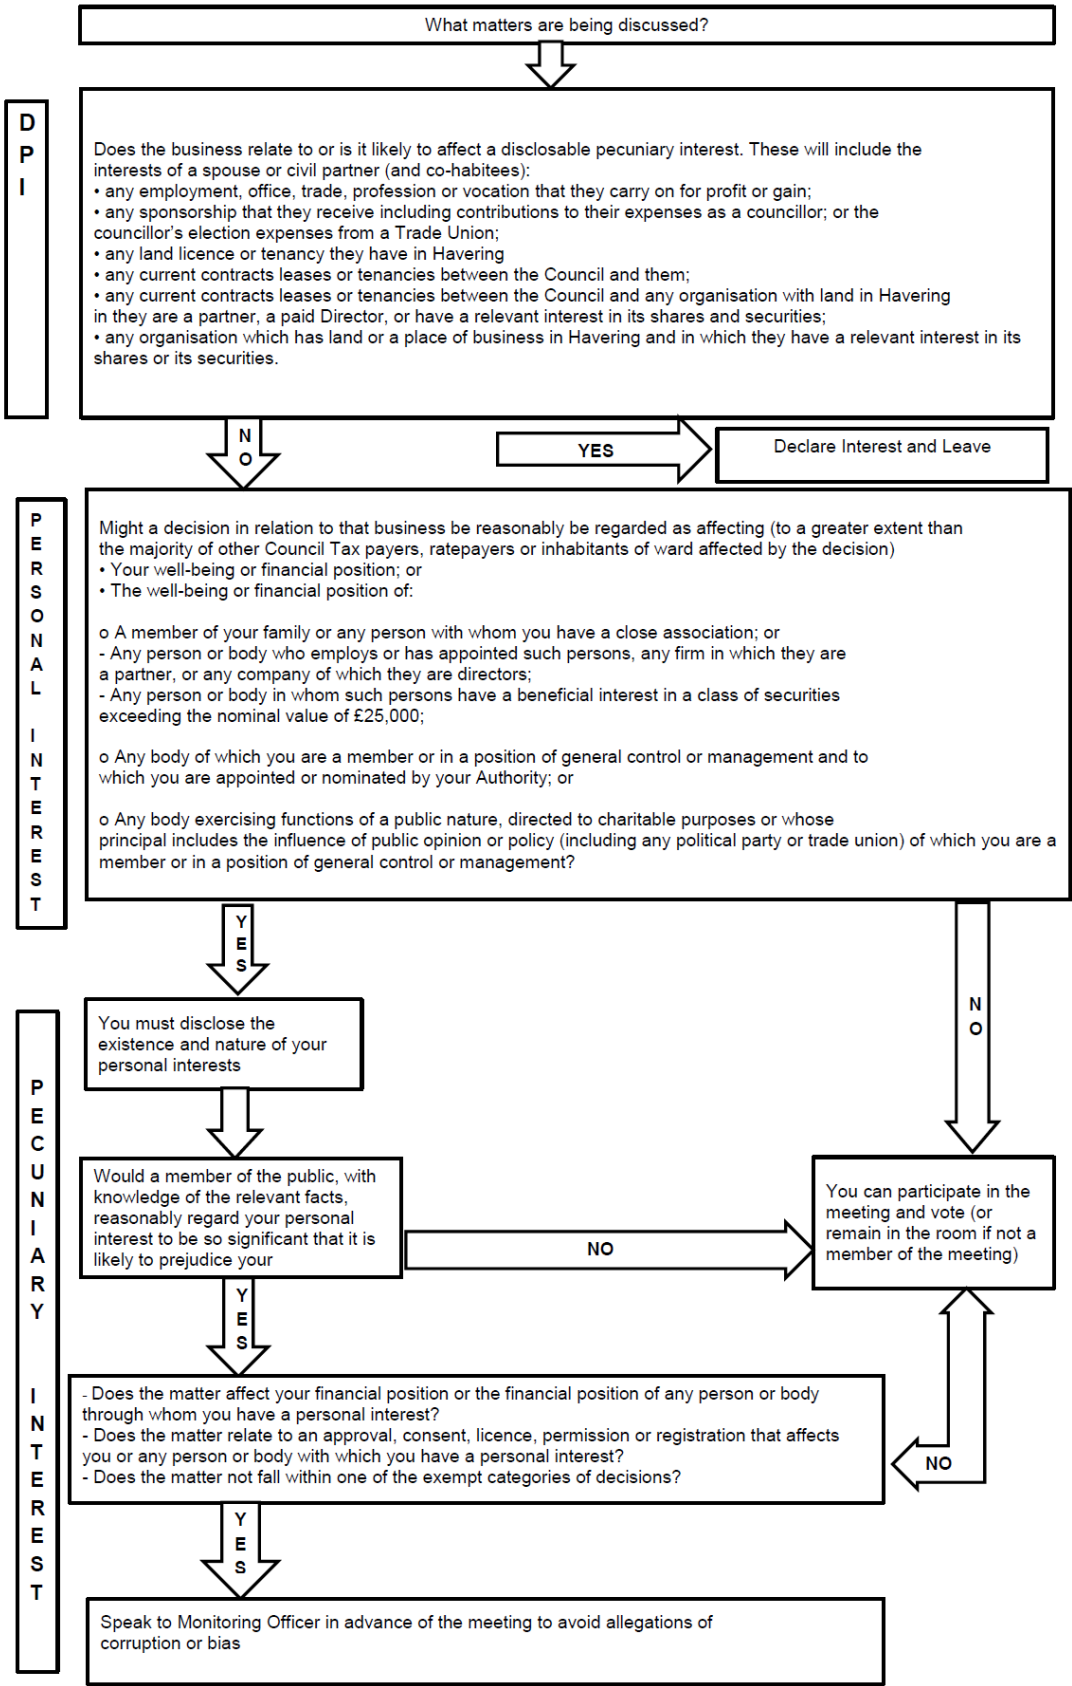 What matters are being discussed?
D
P
I
Does the business relate to or is it likely to affect a disclosable pecuniary interest. These will include the
interests of a spouse or civil partner (and co-habitees):
• any employment, office, trade, profession or vocation that they carry on for profit or gain;
• any sponsorship that they receive including contributions to their expenses as a councillor; or the
councillor's election expenses from a Trade Union;
• any land licence or tenancy they have in Havering
• any current contracts leases or tenancies between the Council and them;
• any current contracts leases or tenancies between the Council and any organisation with land in Havering
in they are a partner, a paid Director, or have a relevant interest in its shares and securities;
• any organisation which has land or a place of business in Havering and in which they have a relevant interest in its
shares or its securities.
N
O
YES
Declare Interest and Leave
P
E
R
S
O
N
A
L
I
N
T
E
R
E
S
T
Might a decision in relation to that business be reasonably be regarded as affecting (to a greater extent than
the majority of other Council Tax payers, ratepayers or inhabitants of ward affected by the decision)
• Your well-being or financial position; or
• The well-being or financial position of:
o A member of your family or any person with whom you have a close association; or
- Any person or body who employs or has appointed such persons, any firm in which they are
a partner, or any company of which they are directors;
- Any person or body in whom such persons have a beneficial interest in a class of securities
exceeding the nominal value of £25,000;
o Any body of which you are a member or in a position of general control or management and to
which you are appointed or nominated by your Authority; or
o Any body exercising functions of a public nature, directed to charitable purposes or whose
principal includes the influence of public opinion or policy (including any political party or trade union) of which you are a
member or in a position of general control or management?
Y
E
S
N
O
P
E
C
U
N
I
A
R
Y
I
N
T
E
R
E
S
T
You must disclose the
existence and nature of your
personal interests
Would a member of the public, with
knowledge of the relevant facts,
reasonably regard your personal
interest to be so significant that it is
likely to prejudice your
NO
You can participate in the
meeting and vote (or
remain in the room if not a
member of the meeting)
Y
E
S
- Does the matter affect your financial position or the financial position of any person or body
through whom you have a personal interest?
- Does the matter relate to an approval, consent, licence, permission or registration that affects
you or any person or body with which you have a personal interest?
- Does the matter not fall within one of the exempt categories of decisions?
NO
Y
E
S
Speak to Monitoring Officer in advance of the meeting to avoid allegations of
corruption or bias